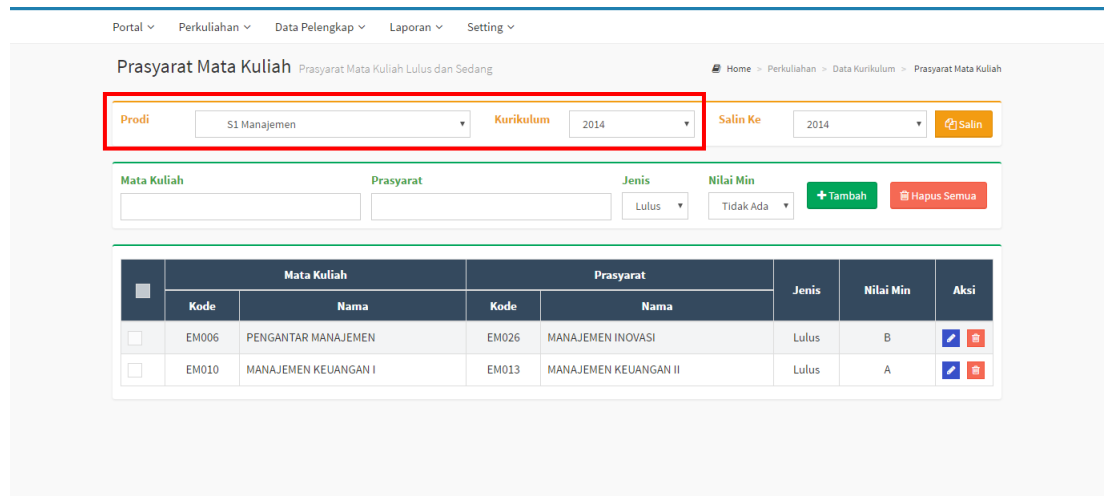 Portal Perkuliahan Data Pelengkap Laporan Setting
Prasyarat Mata Kuliah Prasyarat Mata Kuliah Lulus dan Sedang
Home > Perkuliahan > Data Kurikulum > Prasyarat Mata Kuliah
Prodi S1 Manajemen Kurikulum 2014 Salin Ke 2014 Salin
Mata Kuliah Prasyarat Jenis Nilai Min
Lulus Tidak Ada + Tambah Hapus Semua
Mata Kuliah Prasyarat Jenis Nilai Min Aksi
Kode Nama Kode Nama
EM006 PENGANTAR MANAJEMEN EM026 MANAJEMEN INOVASI Lulus B
EM010 MANAJEMEN KEUANGAN I EM013 MANAJEMEN KEUANGAN II Lulus A